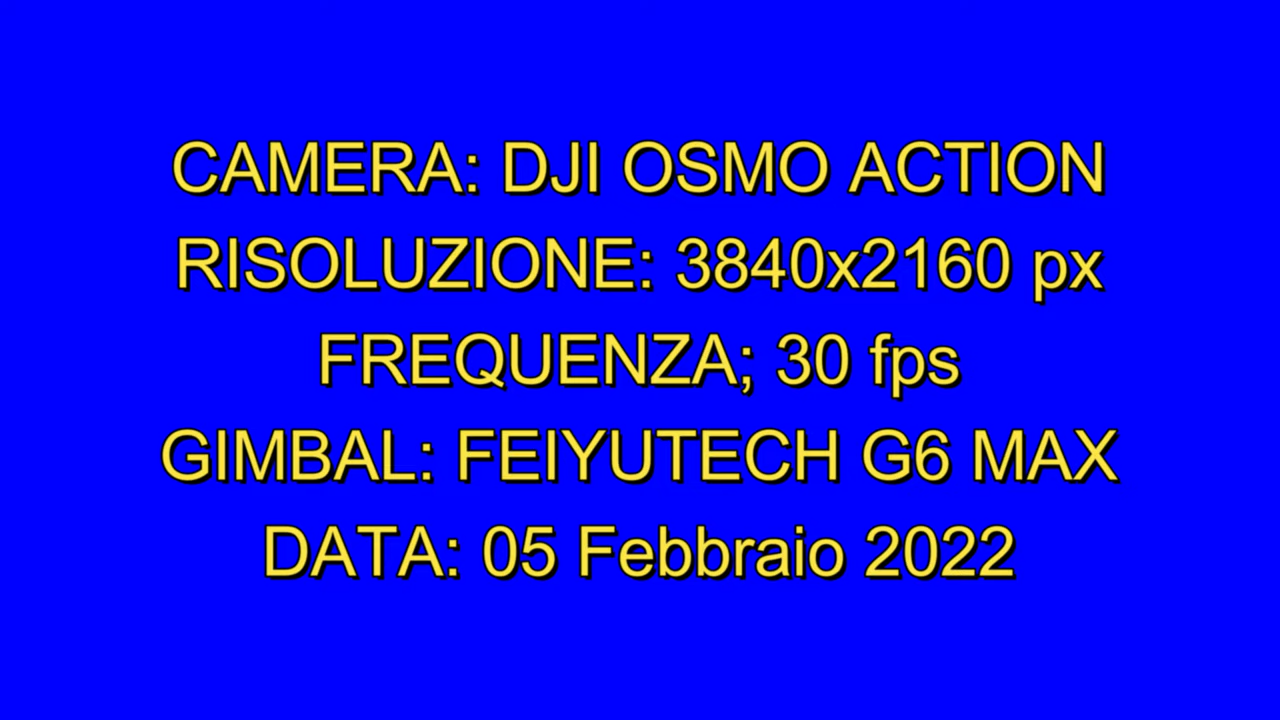 CAMERA: DJI OSMO ACTION
RISOLUZIONE: 3840x2160 px
FREQUENZA; 30 fps
GIMBAL: FEIYUTECH G6 MAX
DATA: 05 Febbraio 2022